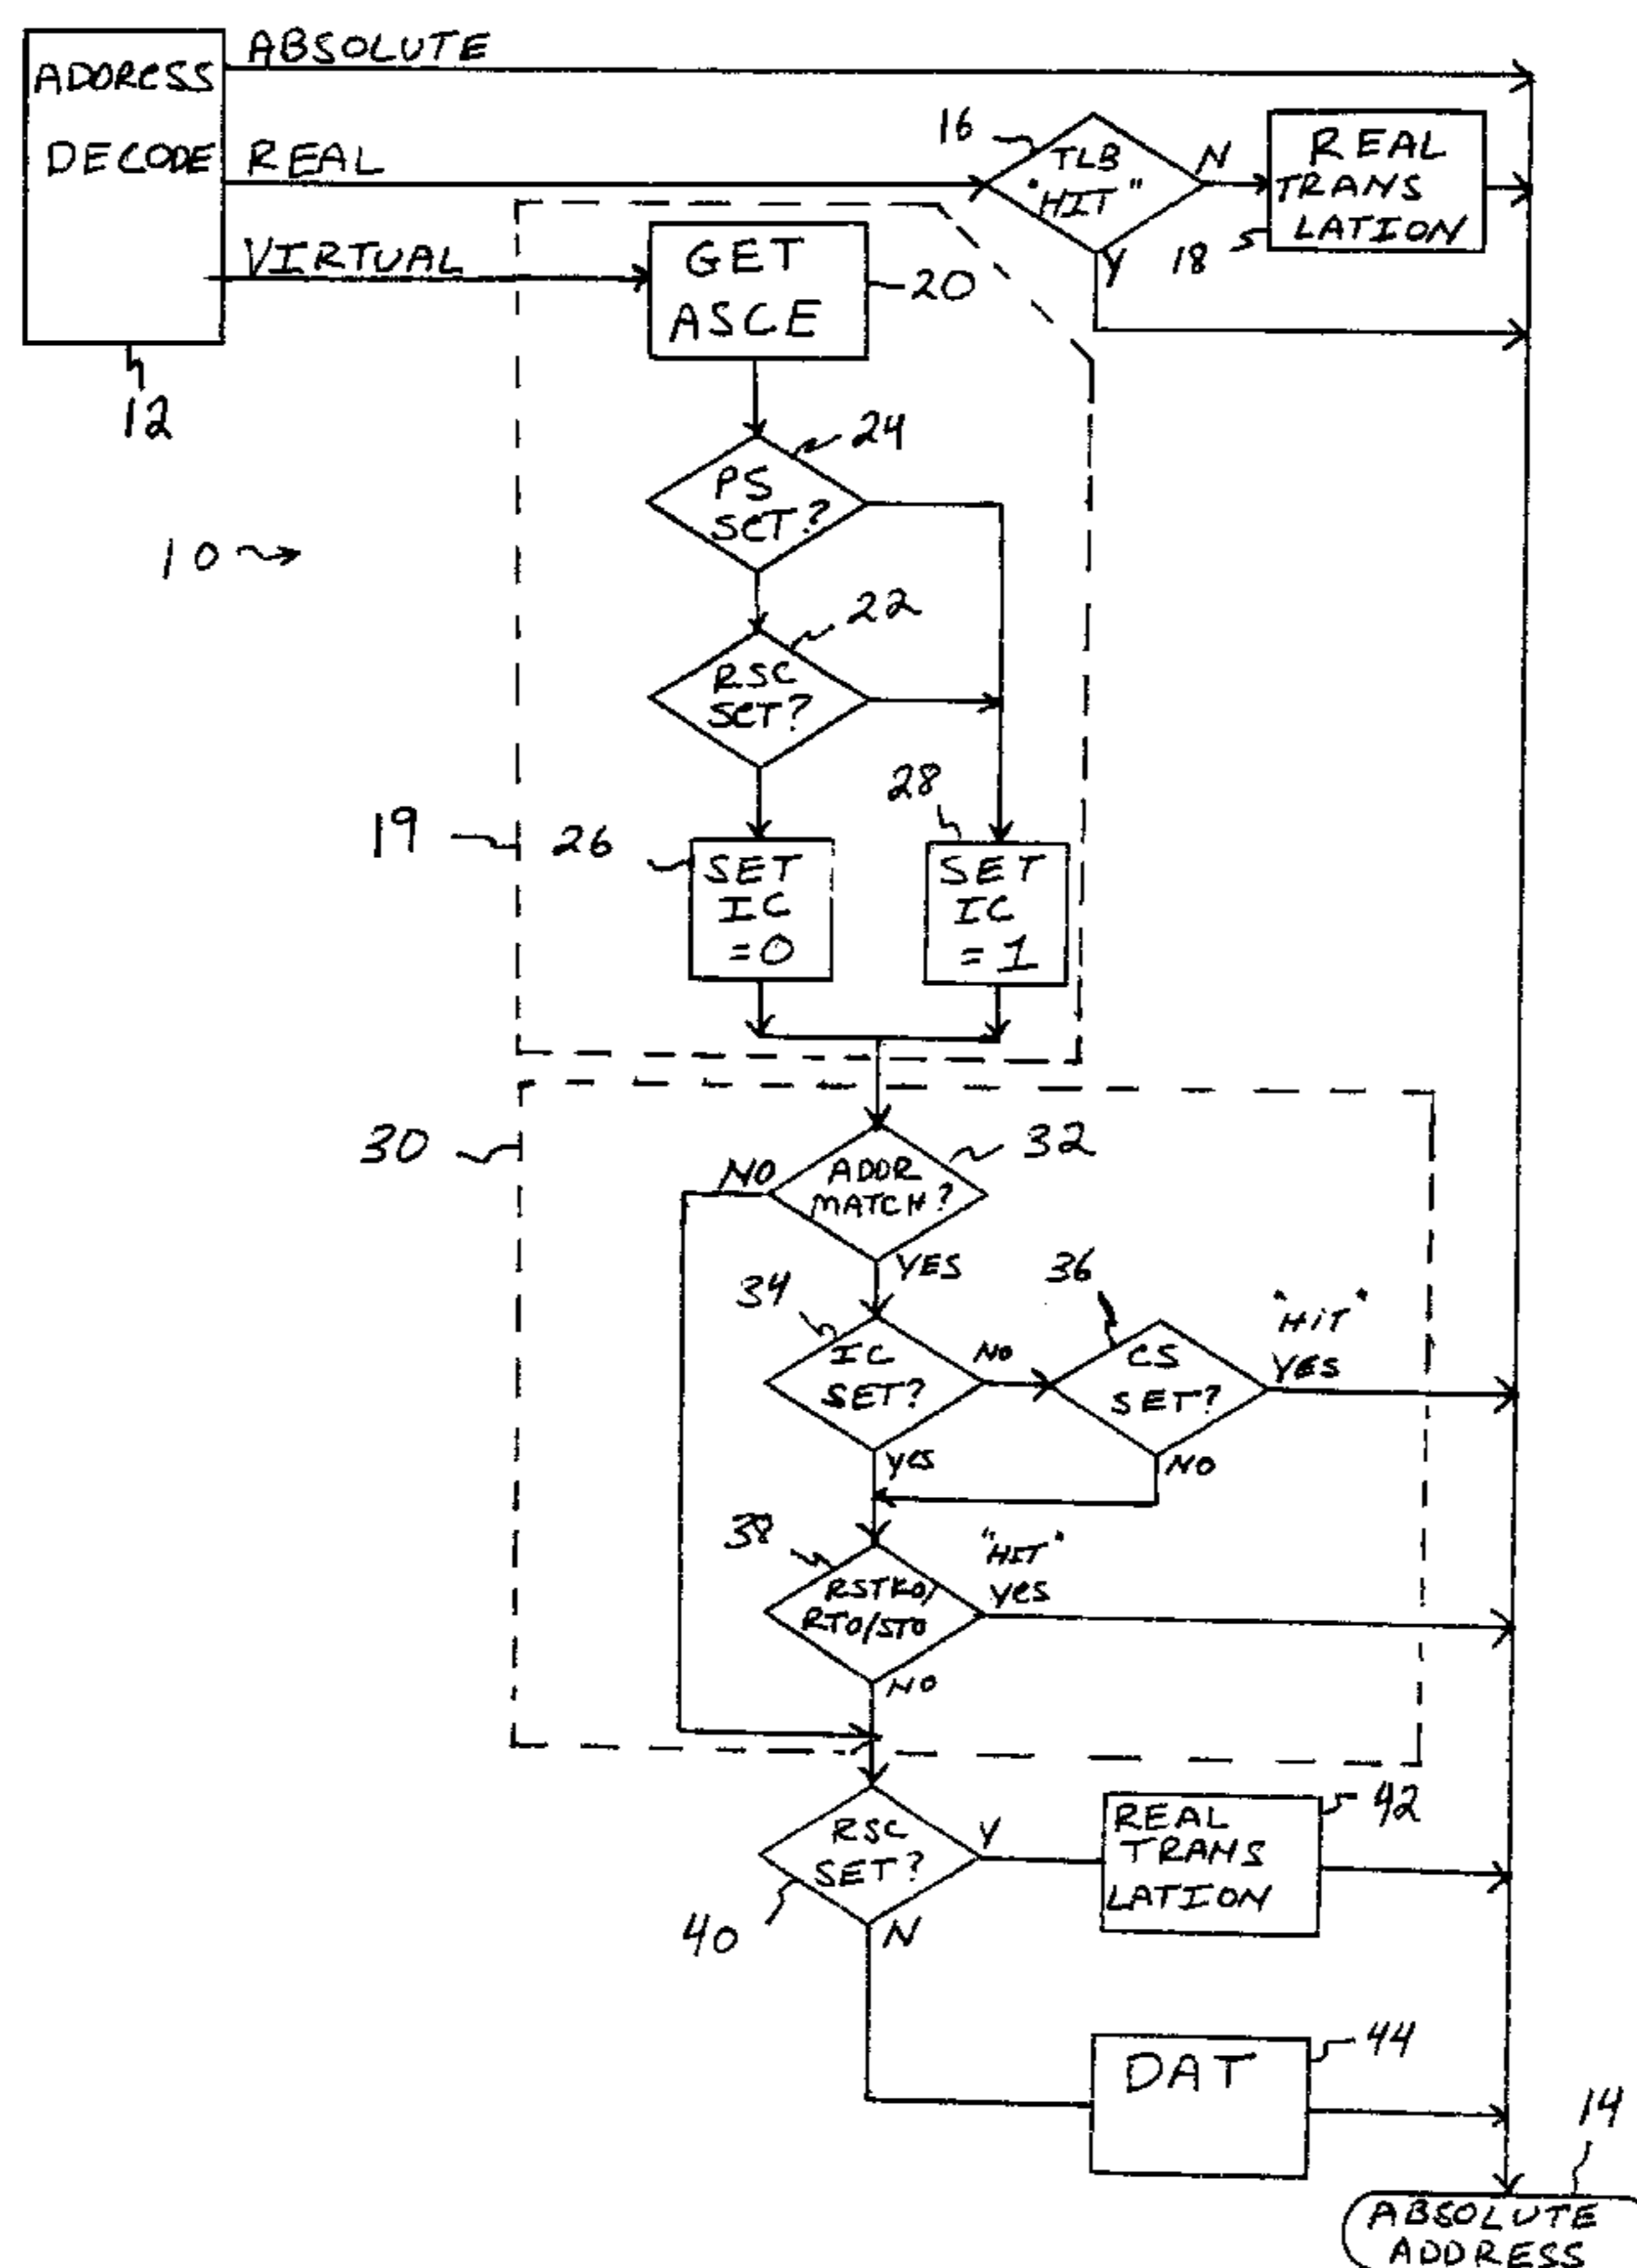 ABSOLUTE
ADDRESS
DECODE
REAL
VIRTUAL
12
16
TLB
"HIT"
N
Y
REAL
TRANS
LATION
18
GET
ASCE
20
24
PS
SET?
10
22
RSC
SET?
19
26
SET
IC
=0
28
SET
IC
=1
30
32
NO
ADDR
MATCH?
YES
34
IC
SET?
NO
YES
36
CS
SET?
"HIT"
YES
NO
38
RSTKO/
RTO/STO
"HIT"
YES
NO
RSC
SET?
Y
40
N
REAL
TRANS
LATION
42
DAT
44
14
ABSOLUTE
ADDRESS